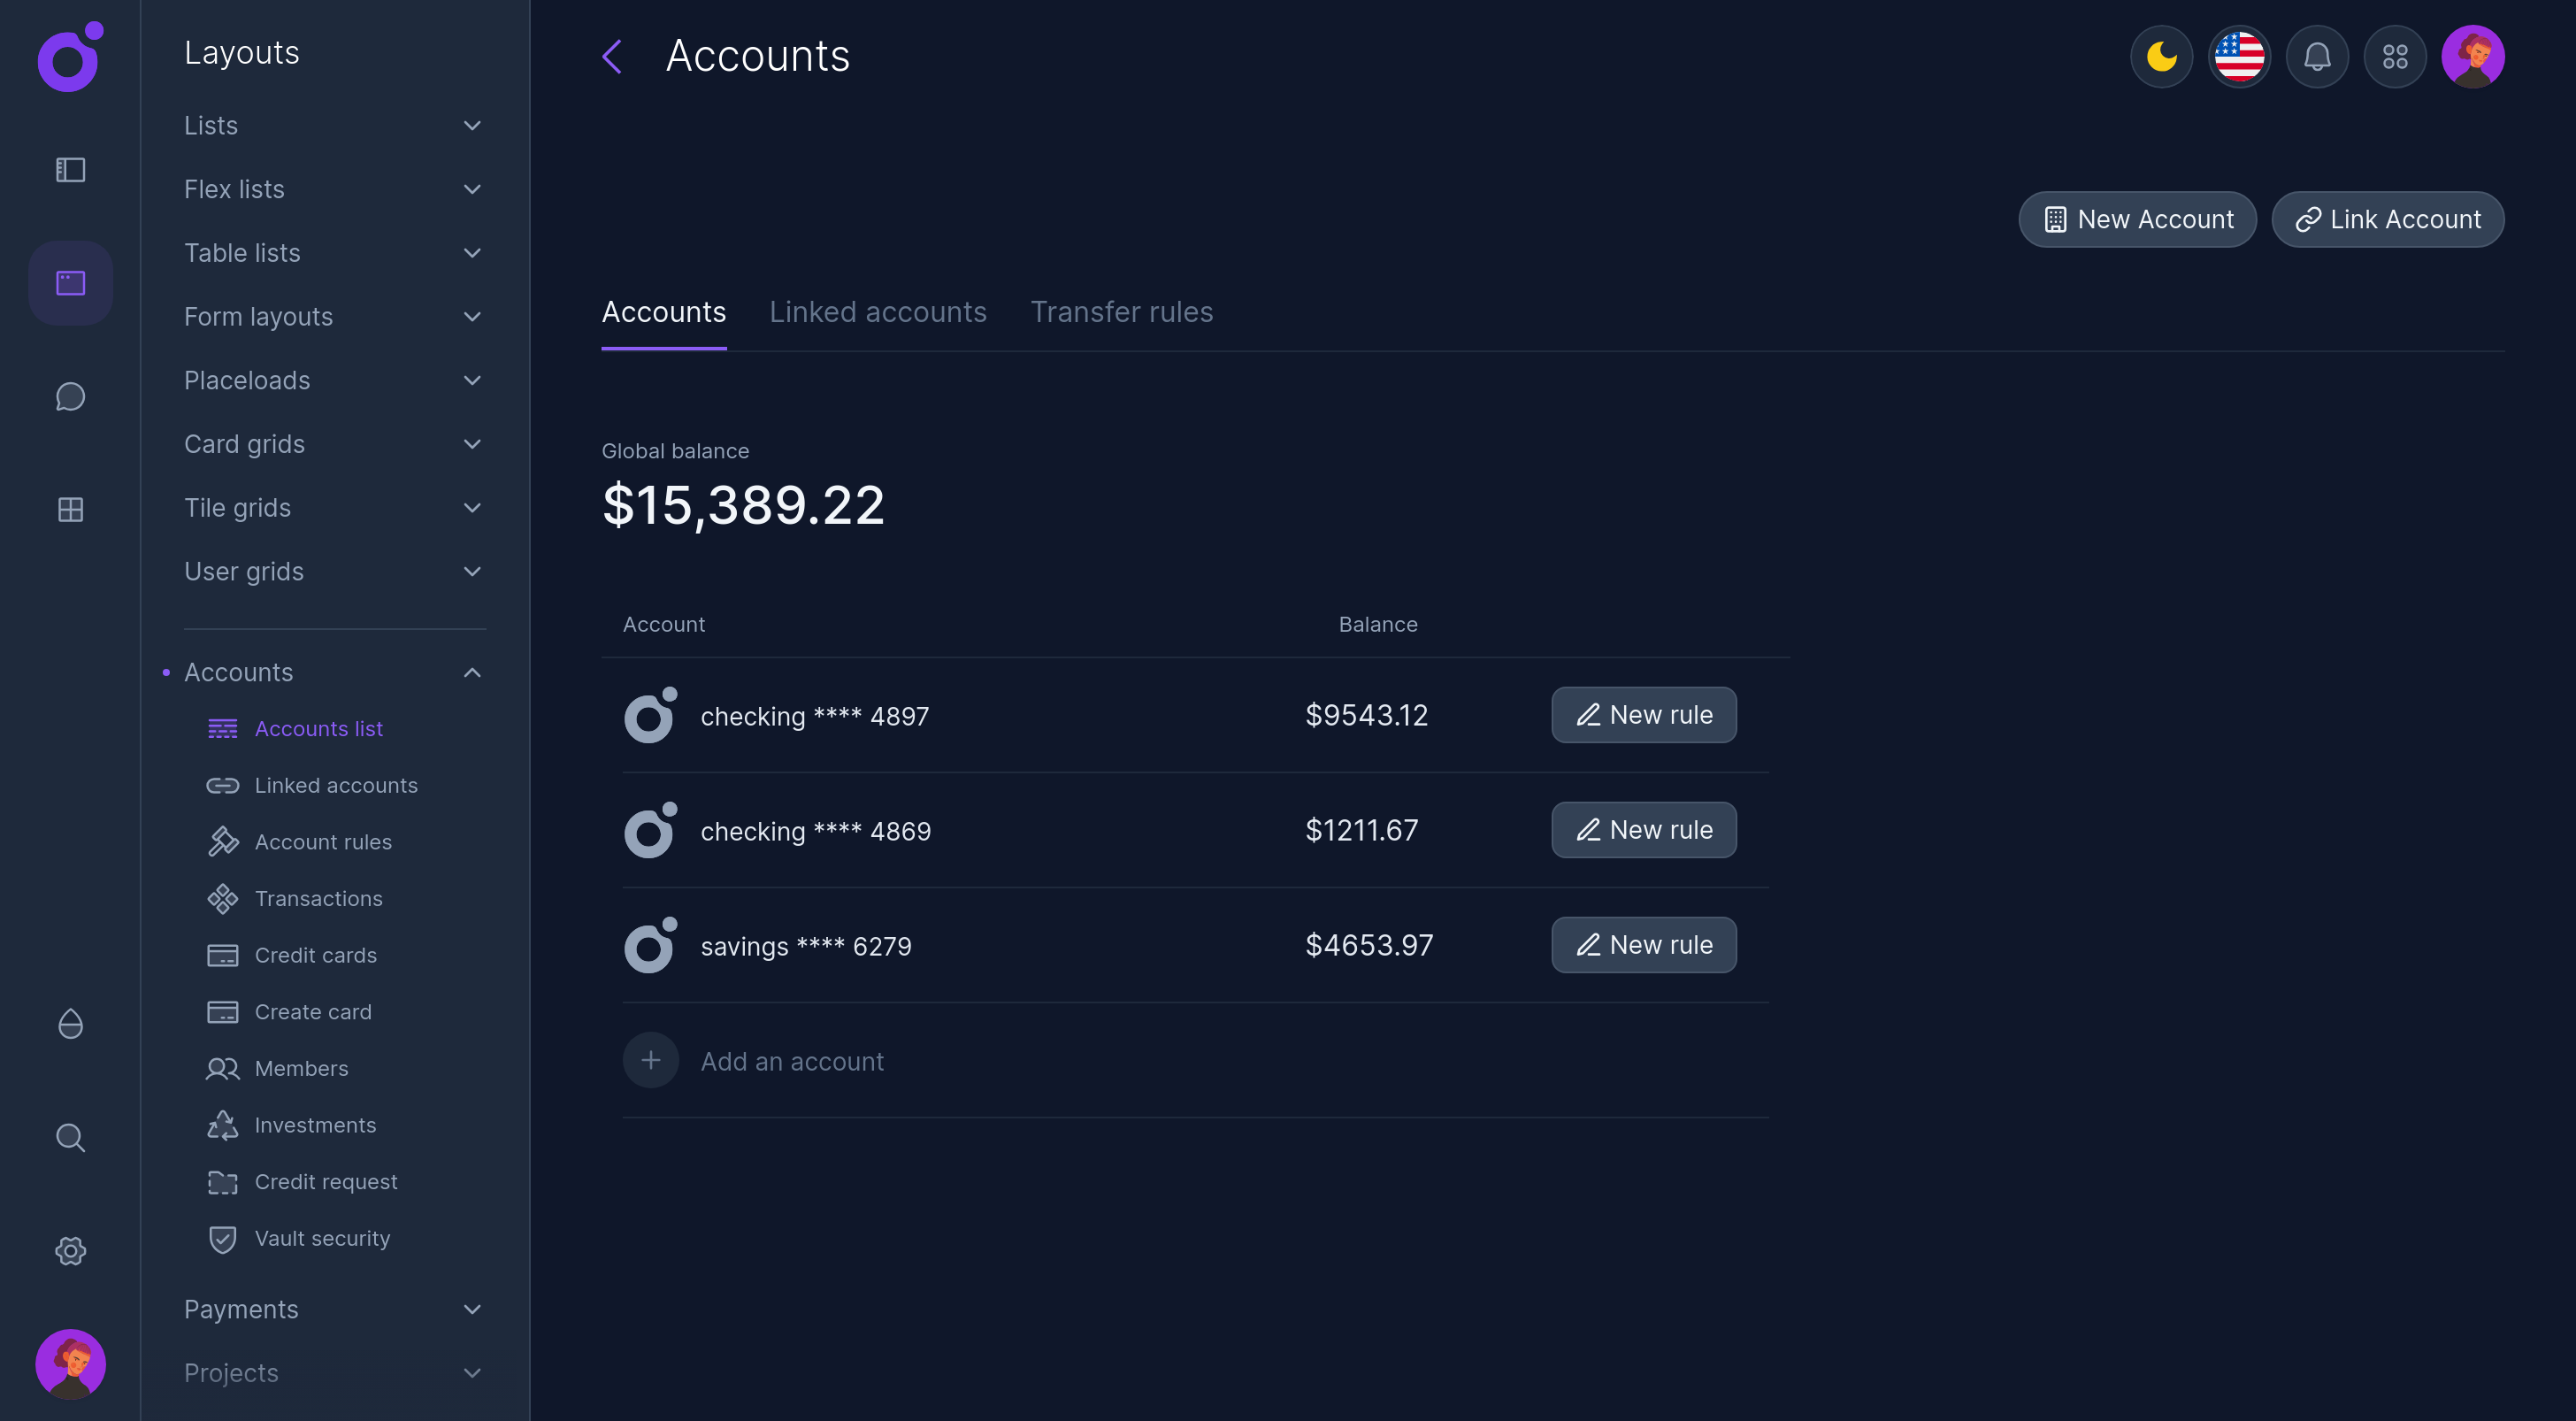 Layouts
Lists
Flex lists
Table lists
Form layouts
Placeloads
Card grids
Tile grids
User grids
Accounts
Accounts list
Linked accounts
Account rules
Transactions
Credit cards
Create card
Members
Investments
Credit request
Vault security
Payments
Projects
Accounts
New Account
Link Account
Accounts Linked accounts Transfer rules
Global balance
$15,389.22
Account Balance
checking **** 4897 $9543.12 New rule
checking **** 4869 $1211.67 New rule
savings **** 6279 $4653.97 New rule
Add an account